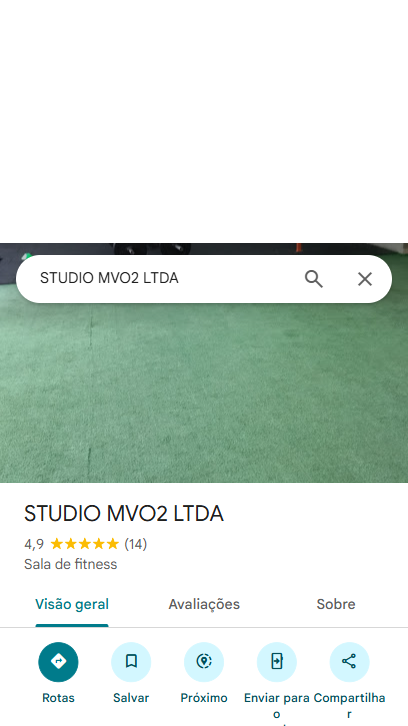 STUDIO MVO2 LTDA
STUDIO MVO2 LTDA
4,9 (14)
Sala de fitness
Visão geral Avaliações Sobre
Rotas Salvar Próximo Enviar para o Compartilhar